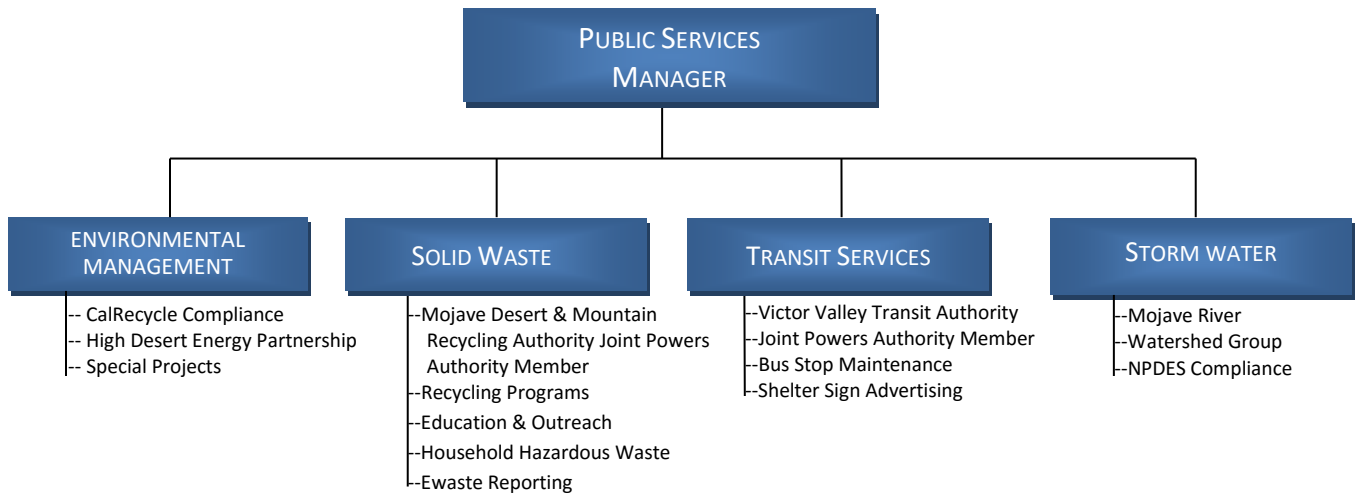 PUBLIC SERVICES
MANAGER
ENVIRONMENTAL
MANAGEMENT
-- CalRecycle Compliance
-- High Desert Energy Partnership
-- Special Projects
SOLID WASTE
--Mojave Desert & Mountain
Recycling Authority Joint Powers
Authority Member
--Recycling Programs
--Education & Outreach
--Household Hazardous Waste
--Ewaste Reporting
TRANSIT SERVICES
--Victor Valley Transit Authority
--Joint Powers Authority Member
--Bus Stop Maintenance
--Shelter Sign Advertising
STORM WATER
--Mojave River
--Watershed Group
--NPDES Compliance